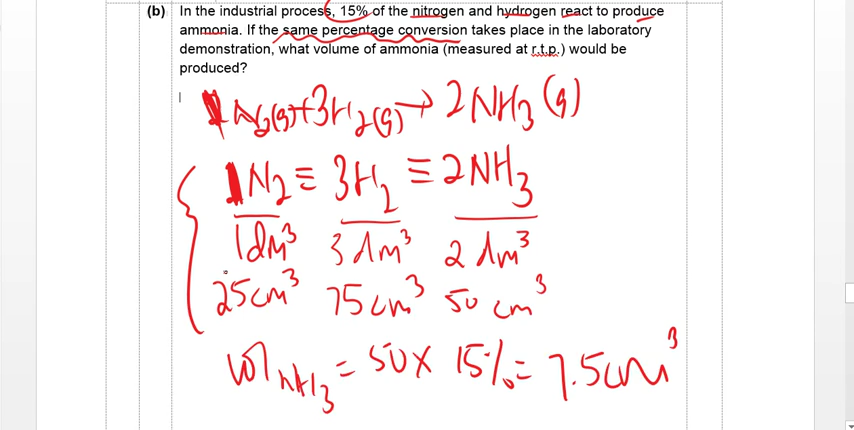 (b) In the industrial process, 15% of the nitrogen and hydrogen react to produce
ammonia. If the same percentage conversion takes place in the laboratory
demonstration, what volume of ammonia (measured at r.t.p.) would be
produced?
1N₂(g)+3H₂(g)→2NH₃(g)
1N₂ ≡ 3H₂ ≡ 2NH₃
1dm³ 3dm³ 2dm³
25cm³ 75cm³ 50cm³
vol NH₃ = 50 x 15% = 7.5cm³